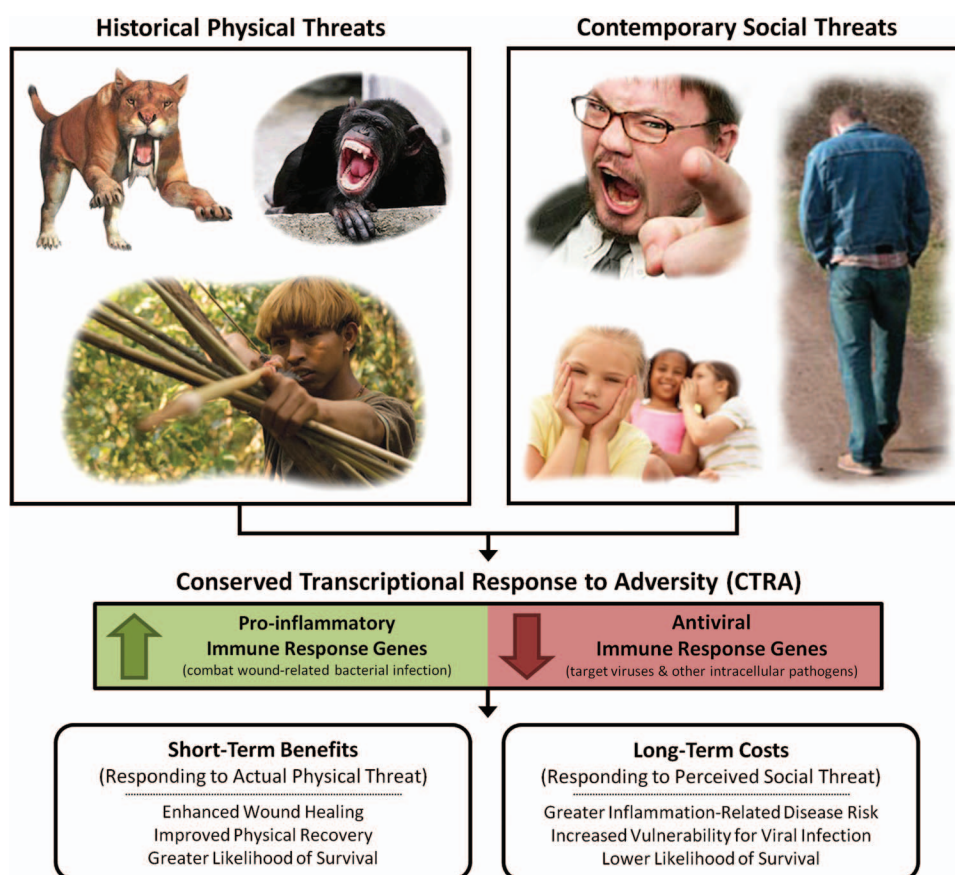 Historical Physical Threats
Contemporary Social Threats
Conserved Transcriptional Response to Adversity (CTRA)
Pro-inflammatory
Immune Response Genes
(combat wound-related bacterial infection)
Antiviral
Immune Response Genes
(target viruses & other intracellular pathogens)
Short-Term Benefits
(Responding to Actual Physical Threat)
Enhanced Wound Healing
Improved Physical Recovery
Greater Likelihood of Survival
Long-Term Costs
(Responding to Perceived Social Threat)
Greater Inflammation-Related Disease Risk
Increased Vulnerability for Viral Infection
Lower Likelihood of Survival